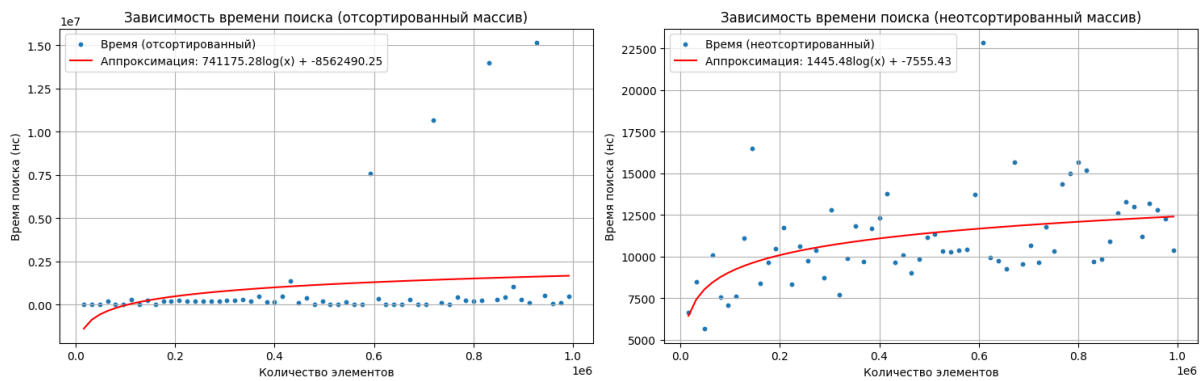 Зависимость времени поиска (отсортированный массив)
1e7
Время (отсортированный)
Аппроксимация: 741175.28log(x) + -8562490.25
Время поиска (нс)
1.50
1.25
1.00
0.75
0.50
0.25
0.00
0.0 0.2 0.4 0.6 0.8 1.0
1e6
Количество элементов
Зависимость времени поиска (неотсортированный массив)
Время (неотсортированный)
Аппроксимация: 1445.48log(x) + -7555.43
Время поиска (нс)
22500
20000
17500
15000
12500
10000
7500
5000
0.0 0.2 0.4 0.6 0.8 1.0
1e6
Количество элементов